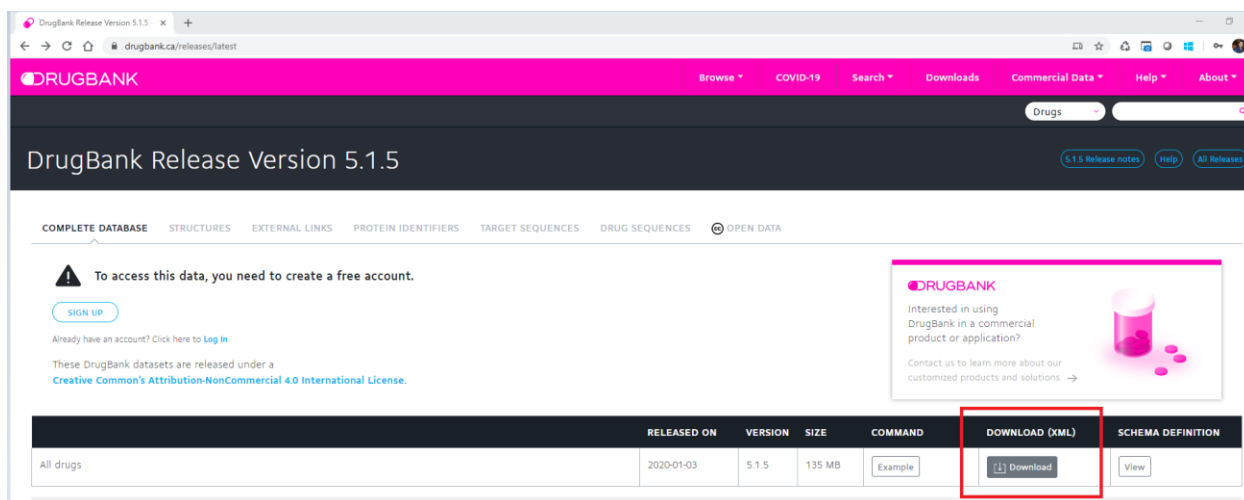 DrugBank Release Version 5.1.5 -
drugbank.ca/releases/latest
DRUGBANK
Browse COVID-19 Search Downloads Commercial Data Help About
Drugs
DrugBank Release Version 5.1.5
5.1.5 Release notes Help All Releases
COMPLETE DATABASE STRUCTURES EXTERNAL LINKS PROTEIN IDENTIFIERS TARGET SEQUENCES DRUG SEQUENCES cc OPEN DATA
To access this data, you need to create a free account.
SIGN UP
Already have an account? Click here to Log In.
These DrugBank datasets are released under a
Creative Common's Attribution-NonCommercial 4.0 International License.
DRUGBANK
Interested in using
DrugBank in a commercial
product or application?
Contact us to learn more about our
customized products and solutions. →
RELEASED ON VERSION SIZE COMMAND DOWNLOAD (XML) SCHEMA DEFINITION
All drugs 2020-01-03 5.1.5 135 MB Example Download View